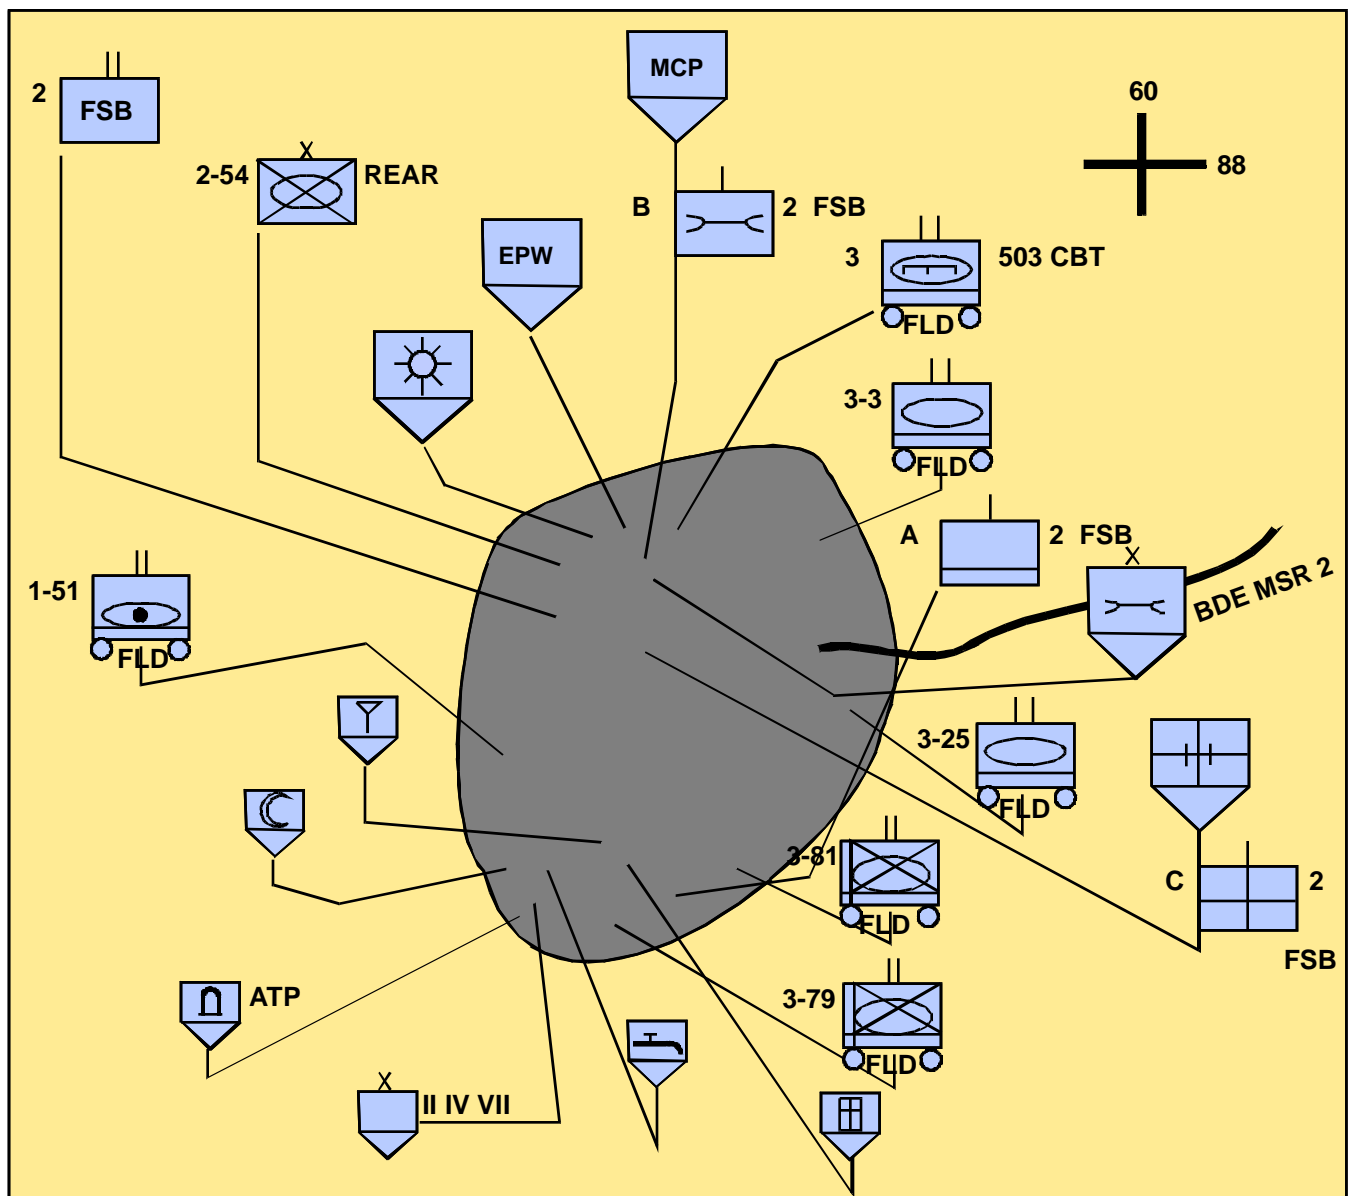 MCP
60
2
FSB
88
2-54
REAR
B
2 FSB
EPW
3
503 CBT
FLD
3-3
FLD
A
2 FSB
BDE MSR 2
1-51
FLD
3-25
FLD
3-81
FLD
C
2
FSB
ATP
3-79
FLD
II IV VII